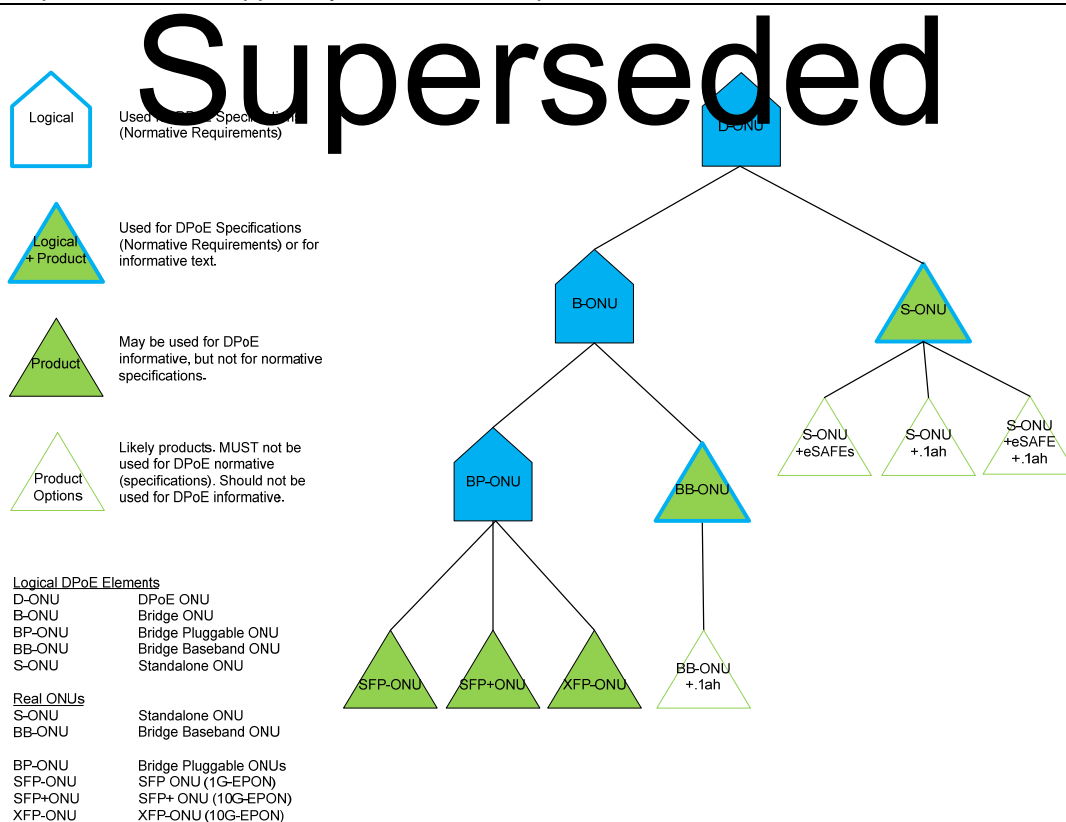 Superseded
Logical
Used for DPoE Specifications
(Normative Requirements)
Logical
+ Product
Used for DPoE Specifications
(Normative Requirements) or for
informative text.
Product
May be used for DPoE
informative, but not for normative
specifications.
Product
Options
Likely products. MUST not be
used for DPoE normative
(specifications). Should not be
used for DPoE informative.
D-ONU
B-ONU
S-ONU
S-ONU
+eSAFEs
S-ONU
+.1ah
S-ONU
+eSAFE
+.1ah
BP-ONU
BB-ONU
SFP-ONU
SFP+ONU
XFP-ONU
BB-ONU
+.1ah
Logical DPoE Elements
D-ONU DPoE ONU
B-ONU Bridge ONU
BP-ONU Bridge Pluggable ONU
BB-ONU Bridge Baseband ONU
S-ONU Standalone ONU
Real ONUs
S-ONU Standalone ONU
BB-ONU Bridge Baseband ONU
BP-ONU Bridge Pluggable ONUs
SFP-ONU SFP ONU (1G-EPON)
SFP+ONU SFP+ ONU (10G-EPON)
XFP-ONU XFP-ONU (10G-EPON)